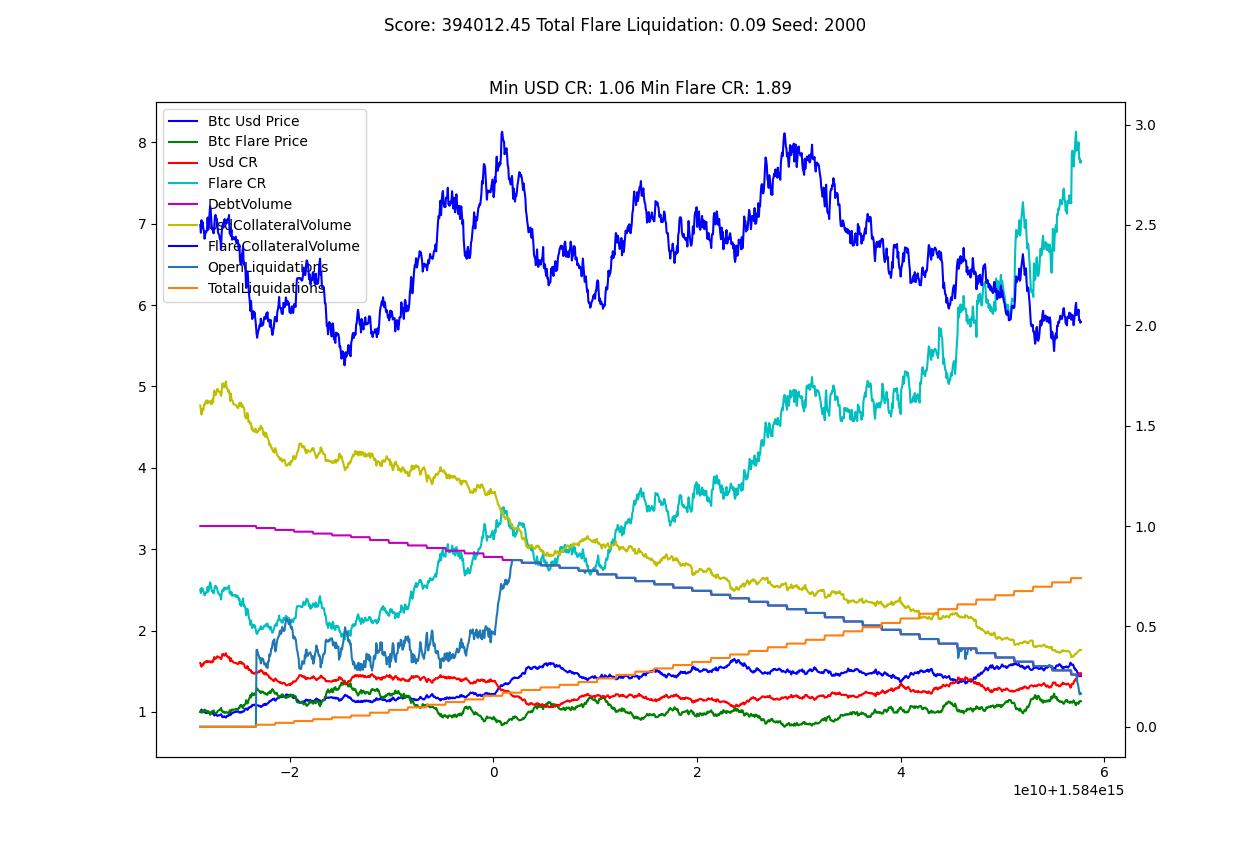 Score: 394012.45 Total Flare Liquidation: 0.09 Seed: 2000
Min USD CR: 1.06 Min Flare CR: 1.89
Btc Usd Price
Btc Flare Price
Usd CR
Flare CR
DebtVolume
UsdCollateralVolume
FlareCollateralVolume
OpenLiquidations
TotalLiquidations
8
7
6
5
4
3
2
1
3.0
2.5
2.0
1.5
1.0
0.5
0.0
−2
0
2
4
6
1e10+1.584e15